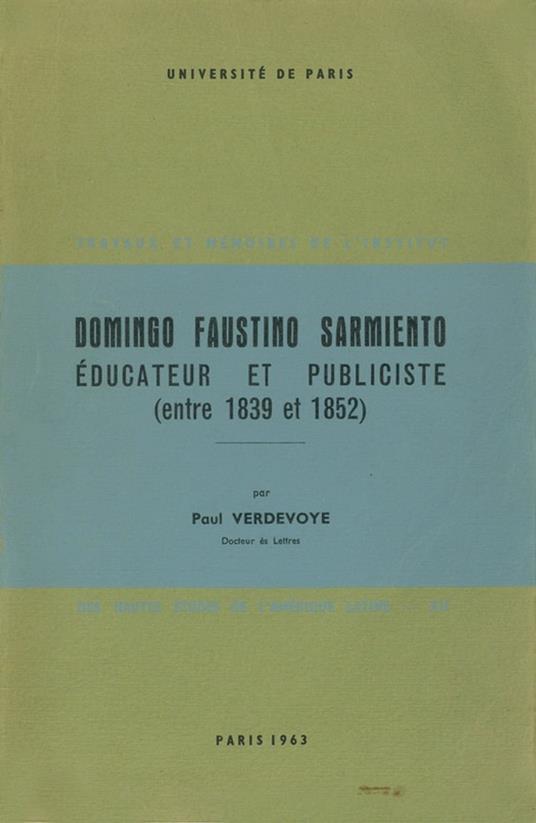 UNIVERSITÉ DE PARIS
TRAVAUX ET MÉMOIRES DE L'INSTITUT
DOMINGO FAUSTINO SARMIENTO
ÉDUCATEUR ET PUBLICISTE
(entre 1839 et 1852)
par
Paul VERDEVOYE
Docteur ès Lettres
DES HAUTES ÉTUDES DE L'AMÉRIQUE LATINE —
PARIS 1963